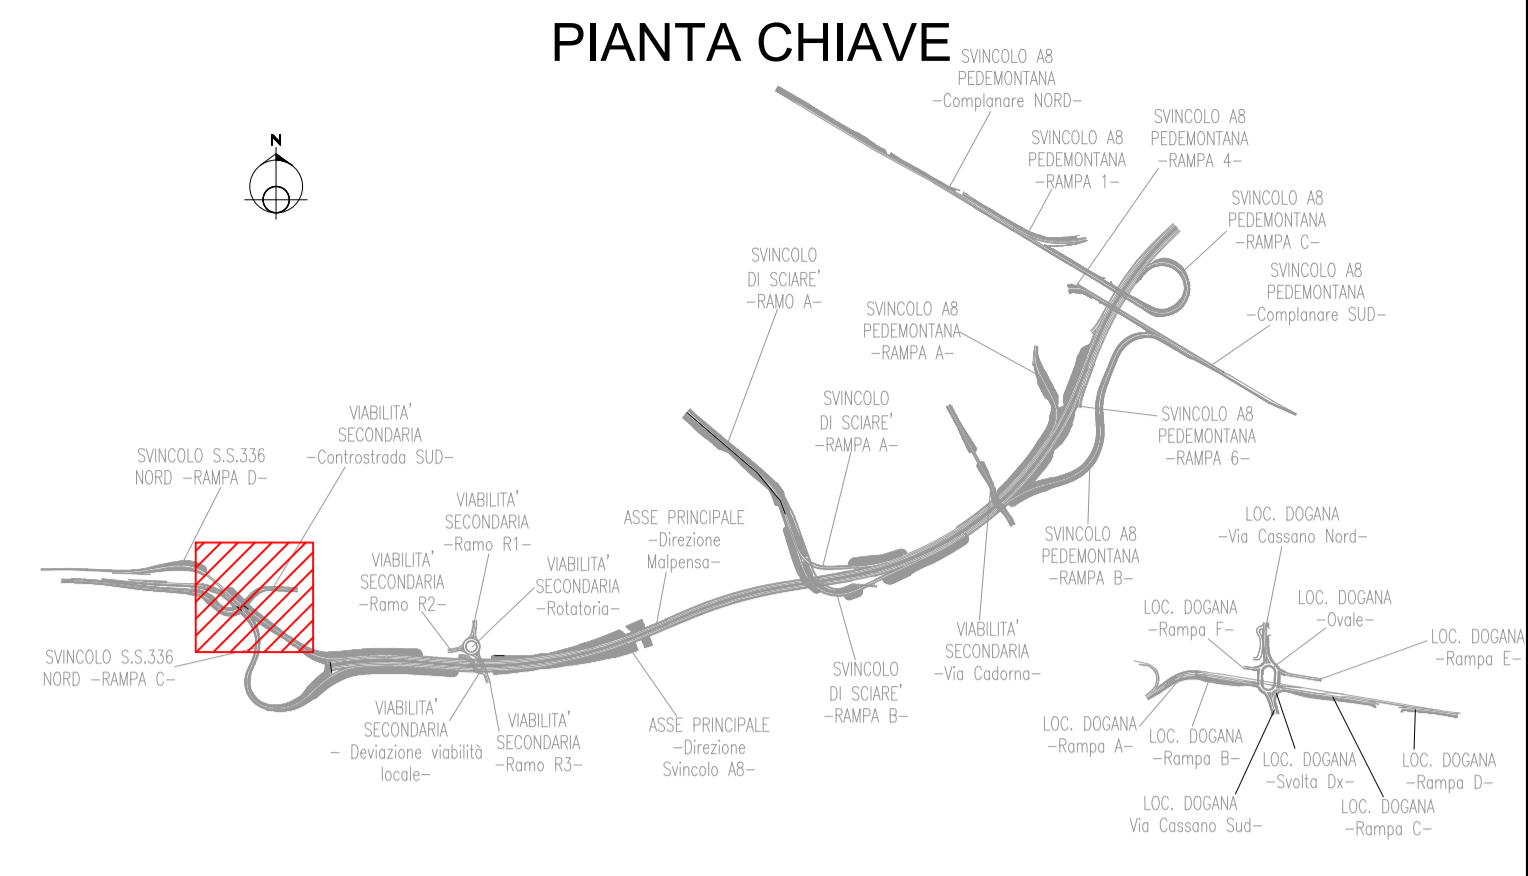 PIANTA CHIAVE
N
SVINCOLO A8
PEDEMONTANA
-Complanare NORD-
SVINCOLO A8
PEDEMONTANA
-RAMPA 1-
SVINCOLO A8
PEDEMONTANA
-RAMPA 4-
SVINCOLO A8
PEDEMONTANA
-RAMPA C-
SVINCOLO A8
PEDEMONTANA
-Complanare SUD-
SVINCOLO
DI SCIARE'
-RAMO A-
SVINCOLO A8
PEDEMONTANA
-RAMPA A-
SVINCOLO
DI SCIARE'
-RAMPA A-
SVINCOLO A8
PEDEMONTANA
-RAMPA 6-
VIABILITA'
SECONDARIA
-Controstrada SUD-
SVINCOLO S.S.336
NORD -RAMPA D-
VIABILITA'
SECONDARIA
-Ramo R1-
ASSE PRINCIPALE
-Direzione
Malpensa-
VIABILITA'
SECONDARIA
-Ramo R2-
VIABILITA'
SECONDARIA
-Rotatoria-
SVINCOLO A8
PEDEMONTANA
-RAMPA B-
LOC. DOGANA
-Via Cassano Nord-
LOC. DOGANA
-Rampa F-
LOC. DOGANA
-Ovale-
LOC. DOGANA
-Rampa E-
SVINCOLO S.S.336
NORD -RAMPA C-
VIABILITA'
SECONDARIA
-Via Cadorna-
SVINCOLO
DI SCIARE'
-RAMPA B-
VIABILITA'
SECONDARIA
- Deviazione viabilità
locale-
VIABILITA'
SECONDARIA
-Ramo R3-
ASSE PRINCIPALE
-Direzione
Svincolo A8-
LOC. DOGANA
-Rampa A-
LOC. DOGANA
-Rampa B-
LOC. DOGANA
-Svolta Dx-
LOC. DOGANA
-Rampa D-
LOC. DOGANA
Via Cassano Sud-
LOC. DOGANA
-Rampa C-